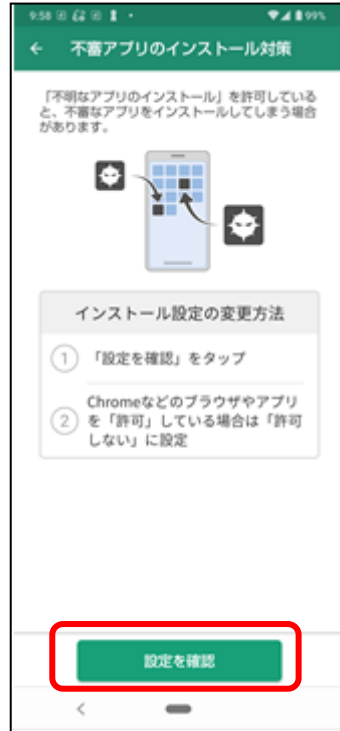 9:58
99%
← 不審アプリのインストール対策
「不明なアプリのインストール」を許可している
と、不審なアプリをインストールしてしまう場合
があります。
インストール設定の変更方法
1 「設定を確認」をタップ
Chromeなどのブラウザやアプリ
2 を「許可」している場合は「許可
しない」に設定
設定を確認